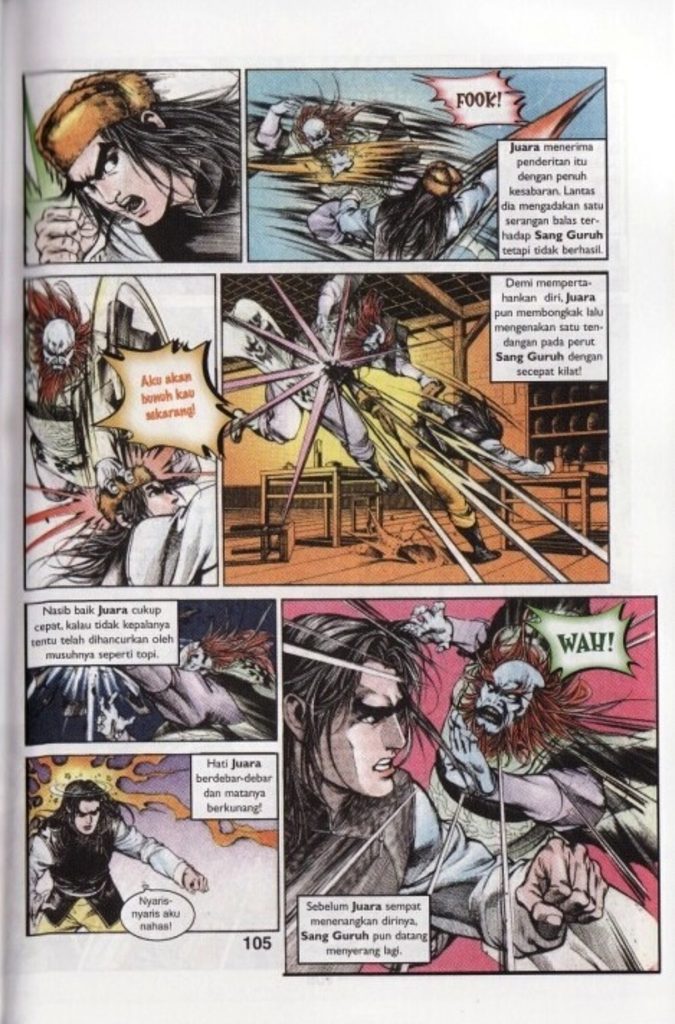 FOOK!
Juara menerima
penderitan itu
dengan penuh
kesabaran. Lantas
dia mengadakan satu
serangan balas ter-
hadap Sang Guruh
tetapi tidak berhasil.
Aku akan
bunuh kau
sekarang!
Demi memperta-
hankan diri, Juara
pun membongkak lalu
mengenakan satu ten-
dangan pada perut
Sang Guruh dengan
secepat kilat!
Nasib baik Juara cukup
cepat, kalau tidak kepalanya
tentu telah dihancurkan oleh
musuhnya seperti topi.
WAH!
Hati Juara
berdebar-debar
dan matanya
berkunang!
Nyaris-
nyaris aku
nahas!
Sebelum Juara sempat
menenangkan dirinya,
Sang Guruh pun datang
menyerang lagi.
105